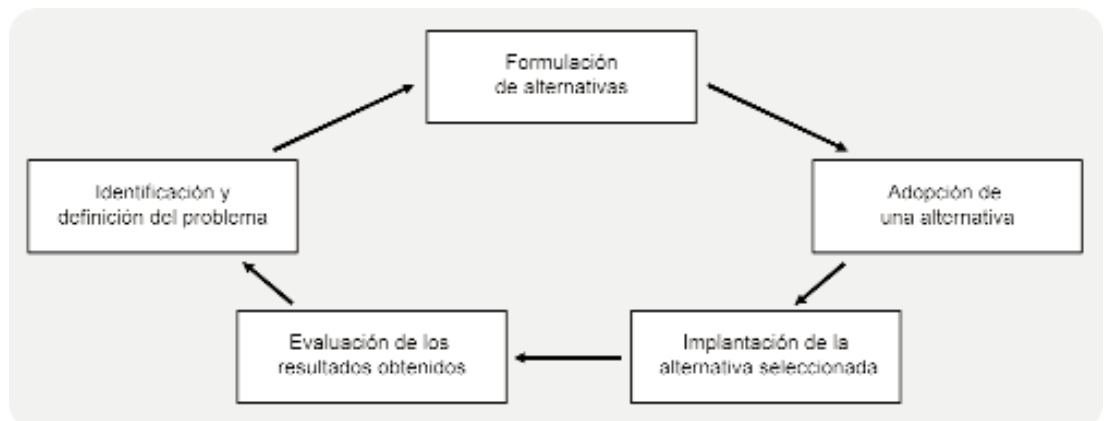 Formulación
de alternativas
Identificación y
definición del problema
Adopción de
una alternativa
Evaluación de los
resultados obtenidos
Implantación de la
alternativa seleccionada